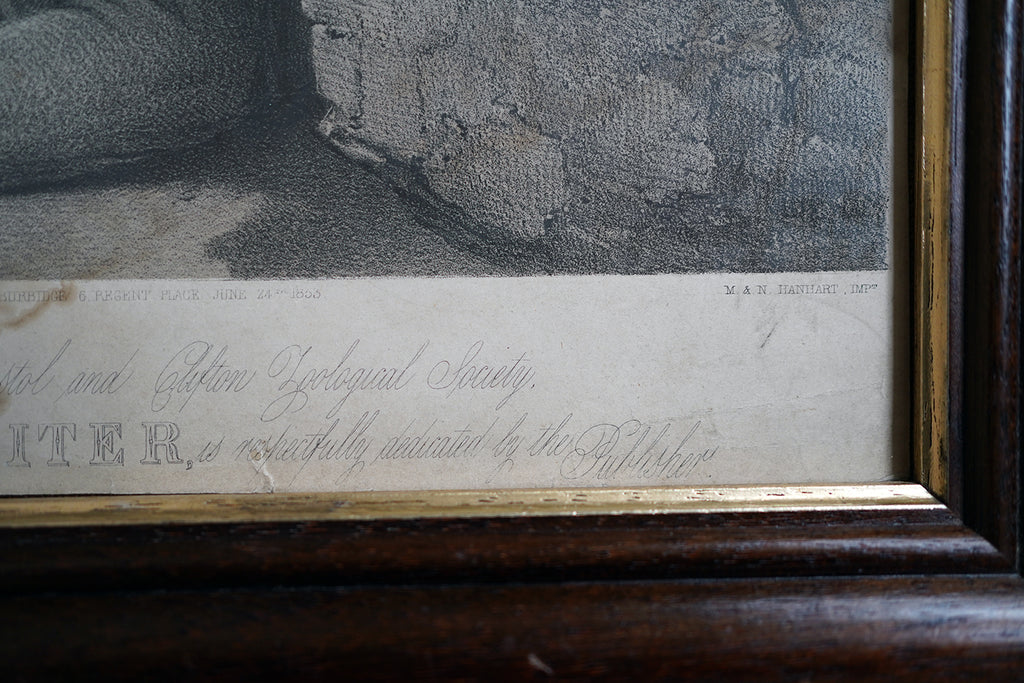 BURBIDGE 6, REGENT PLACE JUNE 24TH 1853
M. & N. HANHART, IMPT
stol and Clifton Zoological Society,
ITER, is respectfully dedicated by the Publisher.